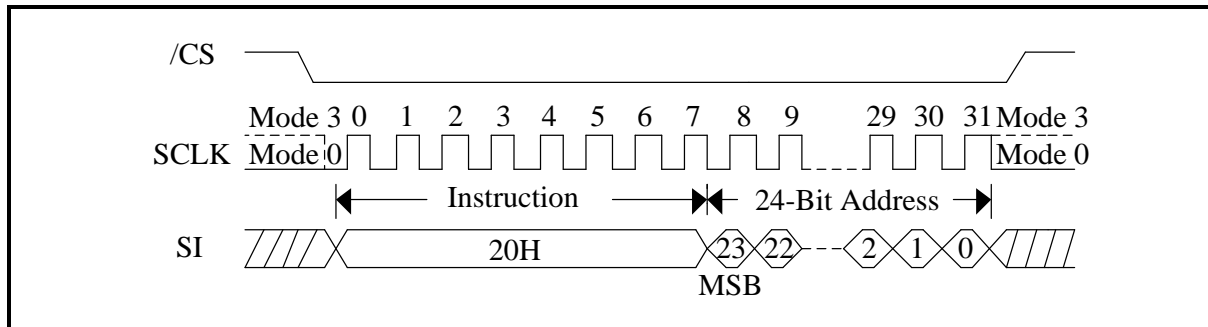 /CS
Mode 3 0 1 2 3 4 5 6 7 8 9 29 30 31 Mode 3
SCLK Mode 0 Mode 0
Instruction 24-Bit Address
SI 20H 23 22 2 1 0
MSB